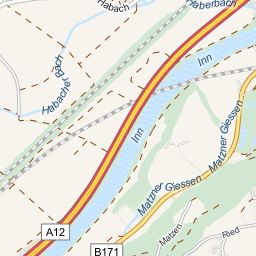 Habach
Haberbach
Habacher Bach
Inn
Inn
Matzner Giessen
Matzner Giessen
A12
B171
Matzen
Ried